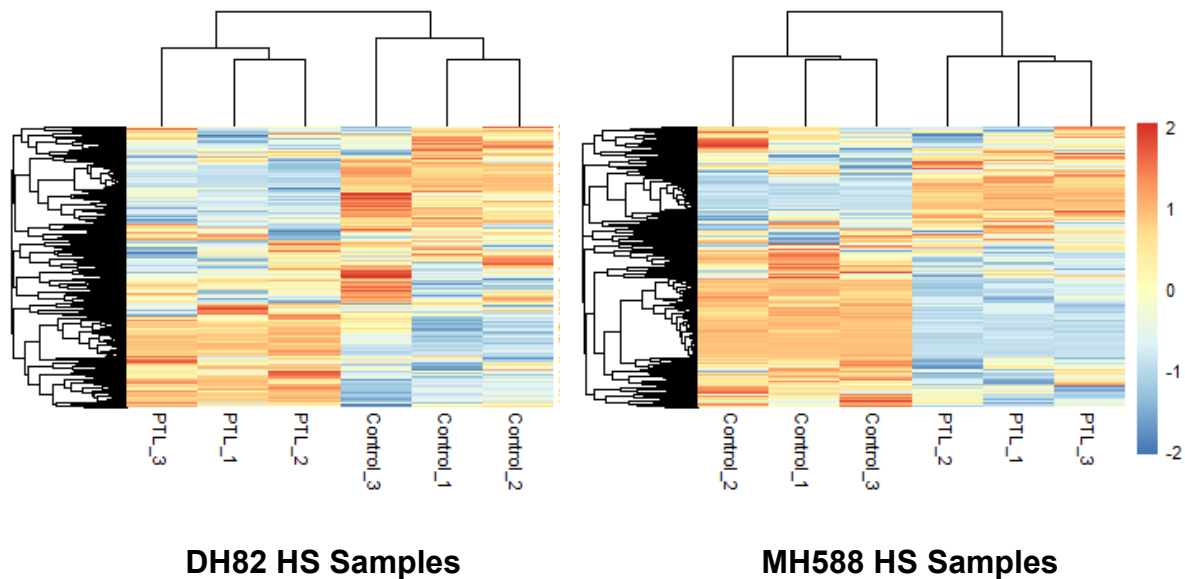 2
1
0
-1
-2
PTL_3
PTL_1
PTL_2
Control_3
Control_1
Control_2
Control_2
Control_1
Control_3
PTL_2
PTL_1
PTL_3
DH82 HS Samples
MH588 HS Samples